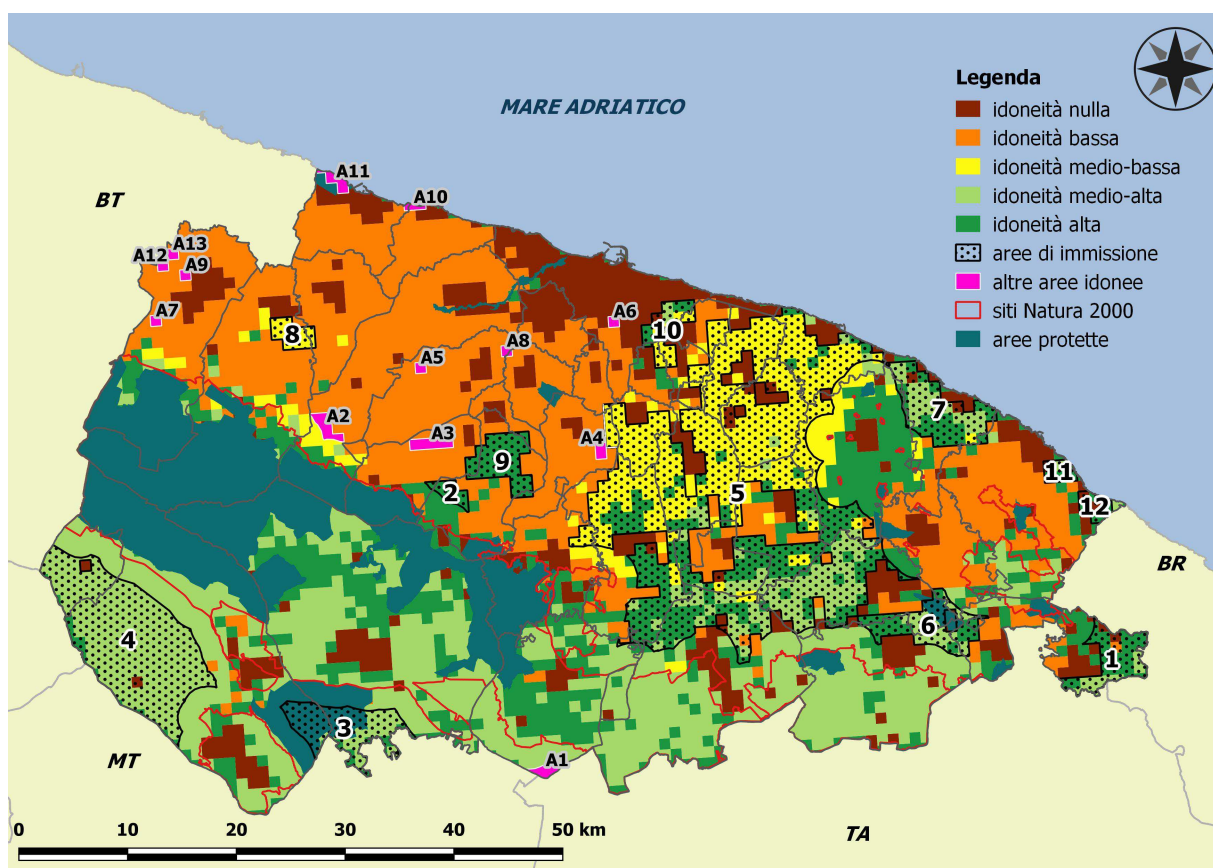 MARE ADRIATICO
Legenda
idoneità nulla
idoneità bassa
idoneità medio-bassa
idoneità medio-alta
idoneità alta
aree di immissione
altre aree idonee
siti Natura 2000
aree protette
BT
A11
A10
A13
A12
A9
A7
A6
8
10
A8
A5
7
A2
A3
A4
9
11
2
5
12
BR
6
4
1
3
MT
A1
TA
0 10 20 30 40 50 km